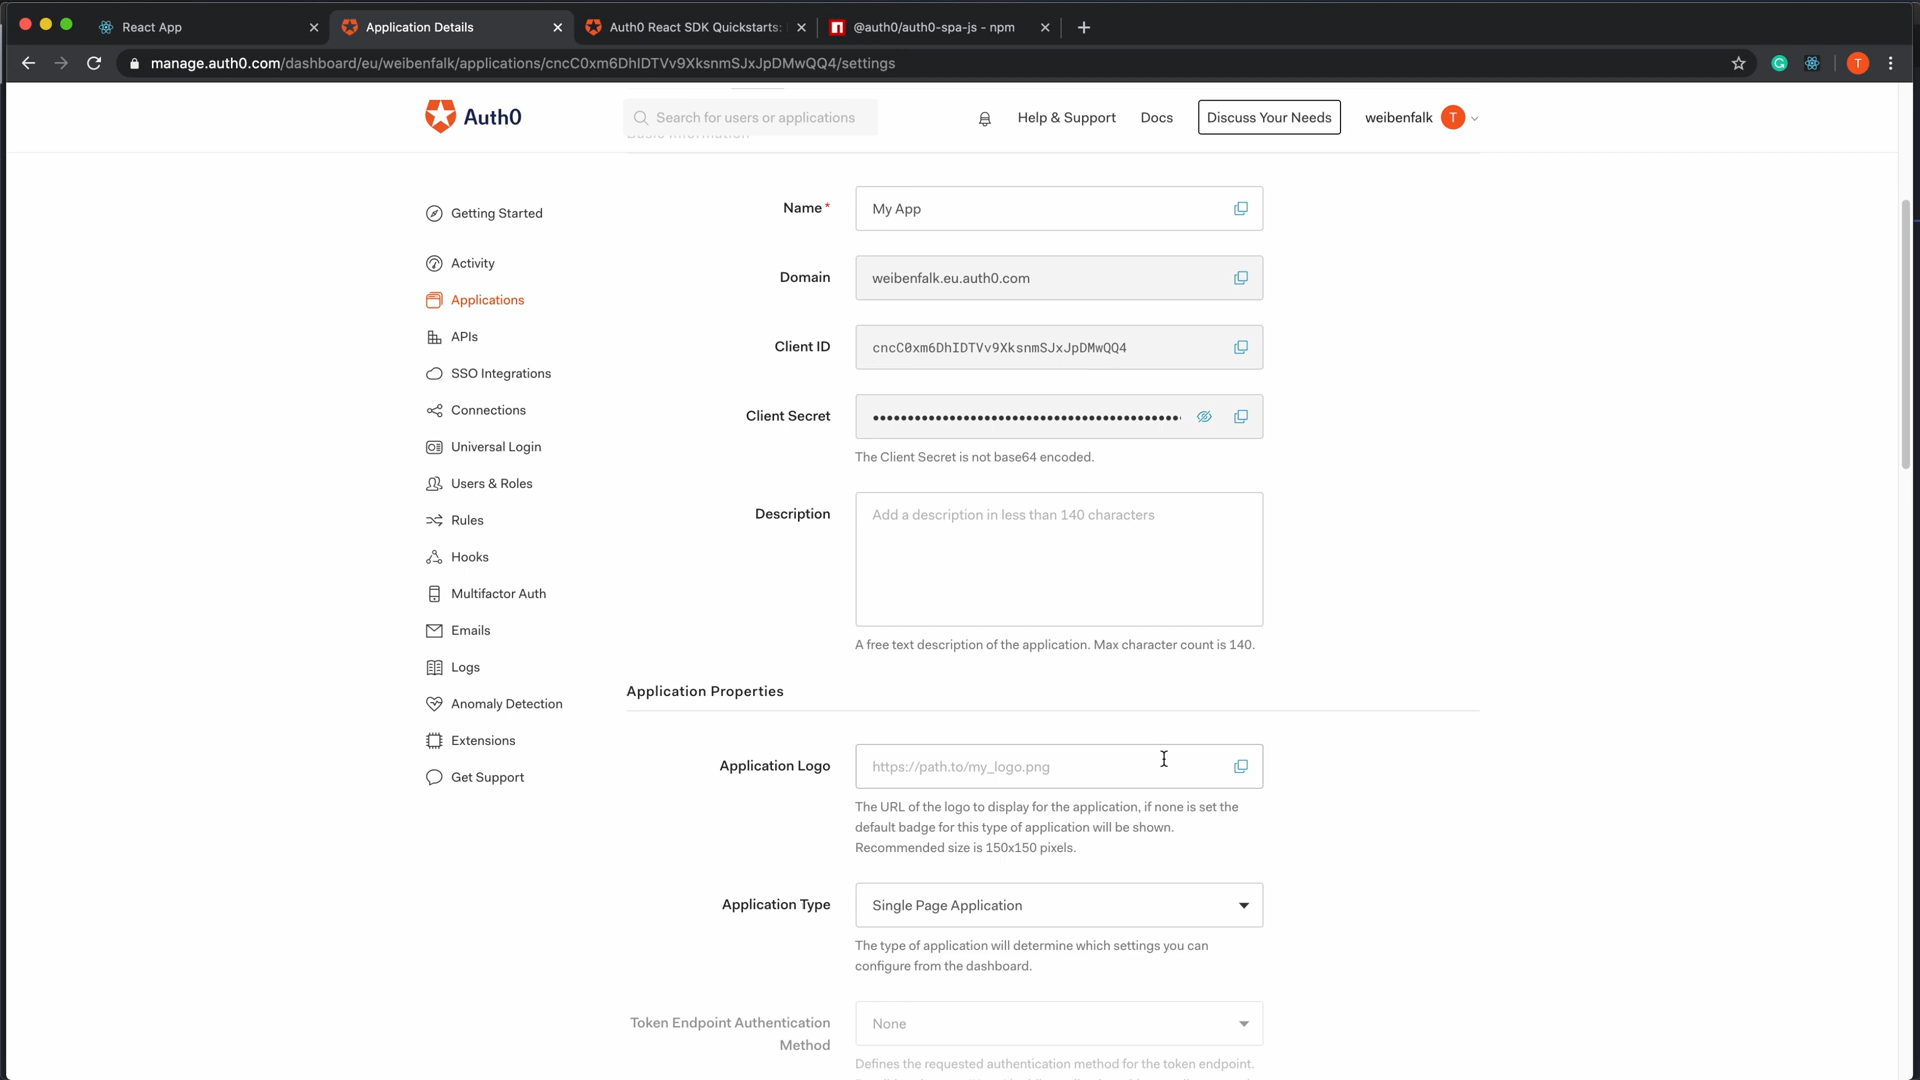 React App
Application Details
Auth0 React SDK Quickstarts:
@auth0/auth0-spa-js - npm
manage.auth0.com/dashboard/eu/weibenfalk/applications/cncC0xm6DhIDTVv9XksnmSJxJpDMwQQ4/settings
T
Auth0
Search for users or applications
Help & Support
Docs
Discuss Your Needs
weibenfalk
T
Basic Information
Getting Started
Activity
Applications
APIs
SSO Integrations
Connections
Universal Login
Users & Roles
Rules
Hooks
Multifactor Auth
Emails
Logs
Anomaly Detection
Extensions
Get Support
Name*
My App
Domain
weibenfalk.eu.auth0.com
Client ID
cncC0xm6DhIDTVv9XksnmSJxJpDMwQQ4
Client Secret
The Client Secret is not base64 encoded.
Description
Add a description in less than 140 characters
A free text description of the application. Max character count is 140.
Application Properties
Application Logo
https://path.to/my_logo.png
The URL of the logo to display for the application, if none is set the
default badge for this type of application will be shown.
Recommended size is 150x150 pixels.
Application Type
Single Page Application
The type of application will determine which settings you can
configure from the dashboard.
Token Endpoint Authentication
Method
None
Defines the requested authentication method for the token endpoint.